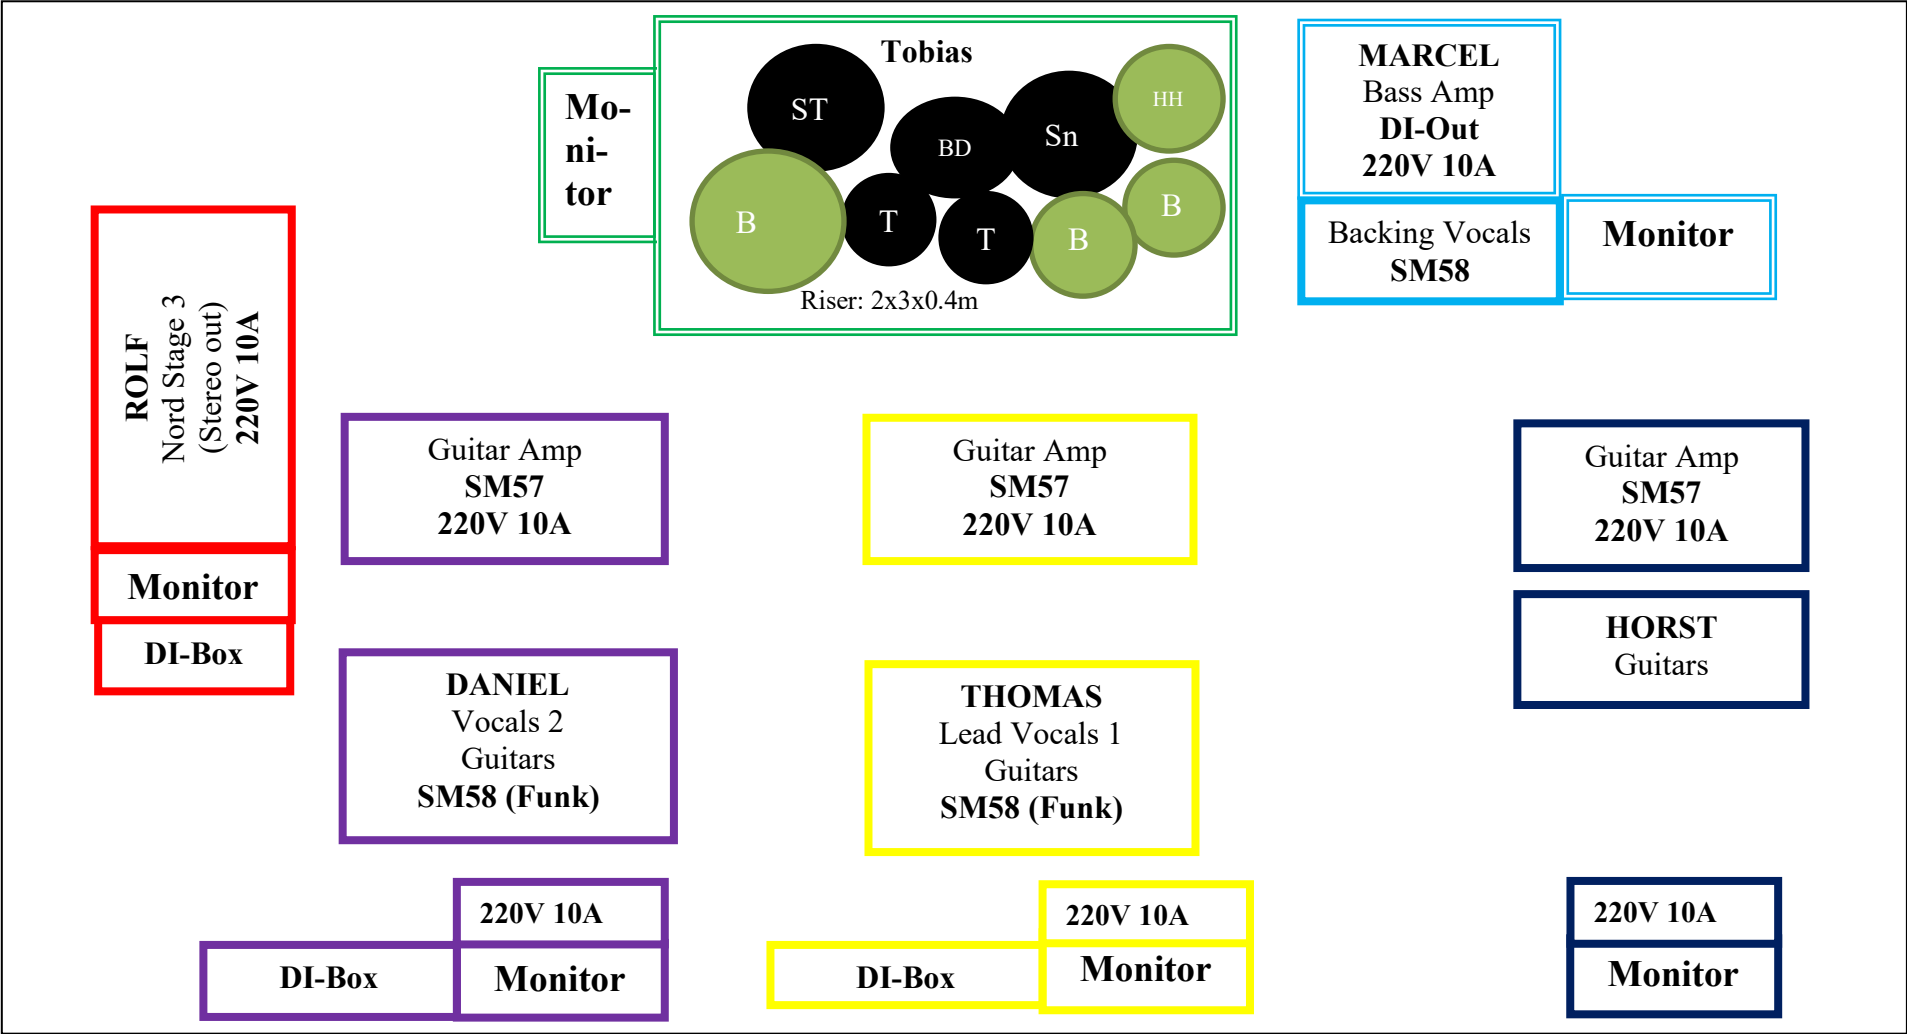 Tobias
Mo-
ni-
tor
ST
BD
Sn
HH
B
T
T
B
B
Riser: 2x3x0.4m
MARCEL
Bass Amp
DI-Out
220V 10A
Backing Vocals
SM58
Monitor
ROLF
Nord Stage 3
(Stereo out)
220V 10A
Monitor
DI-Box
Guitar Amp
SM57
220V 10A
Guitar Amp
SM57
220V 10A
Guitar Amp
SM57
220V 10A
DANIEL
Vocals 2
Guitars
SM58 (Funk)
THOMAS
Lead Vocals 1
Guitars
SM58 (Funk)
HORST
Guitars
220V 10A
DI-Box
Monitor
220V 10A
DI-Box
Monitor
220V 10A
Monitor